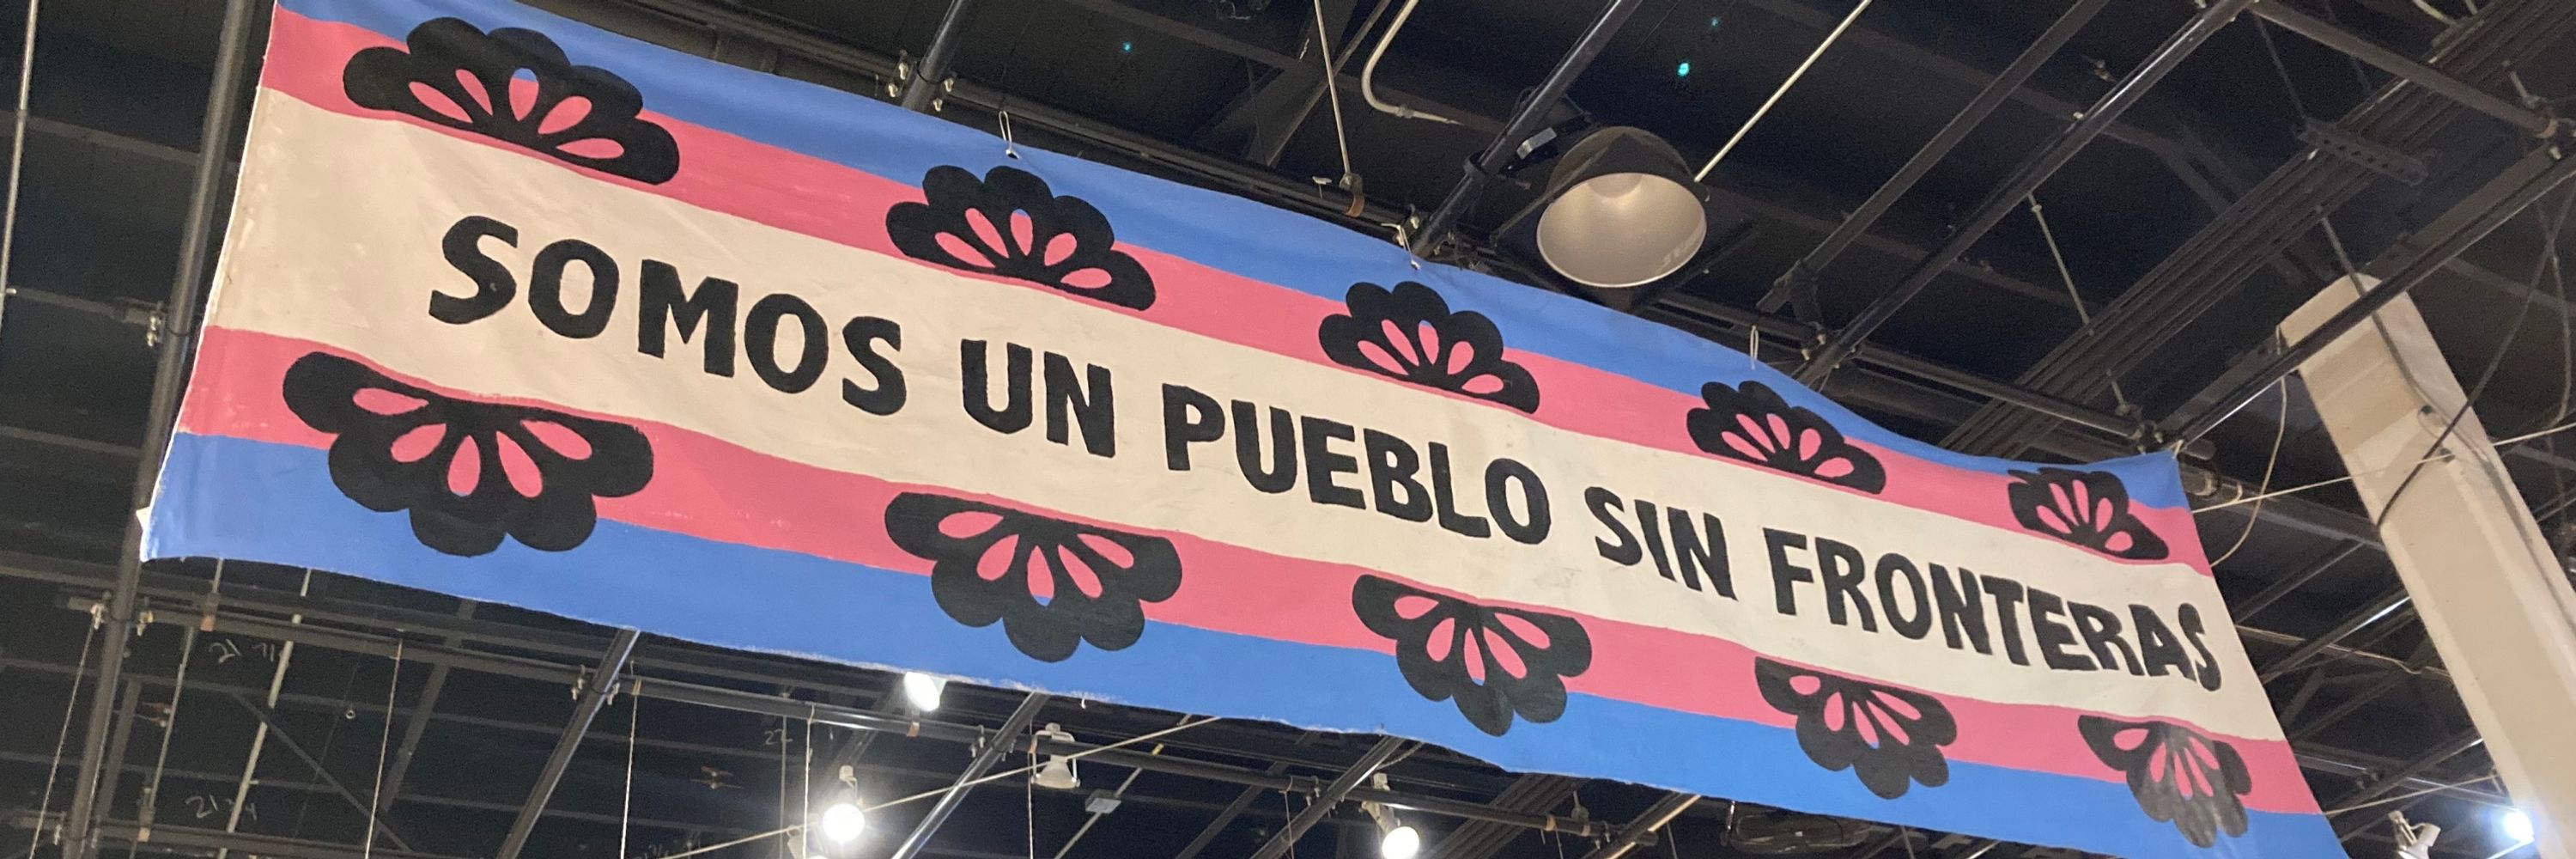 SOMOS UN PUEBLO SIN FRONTERAS